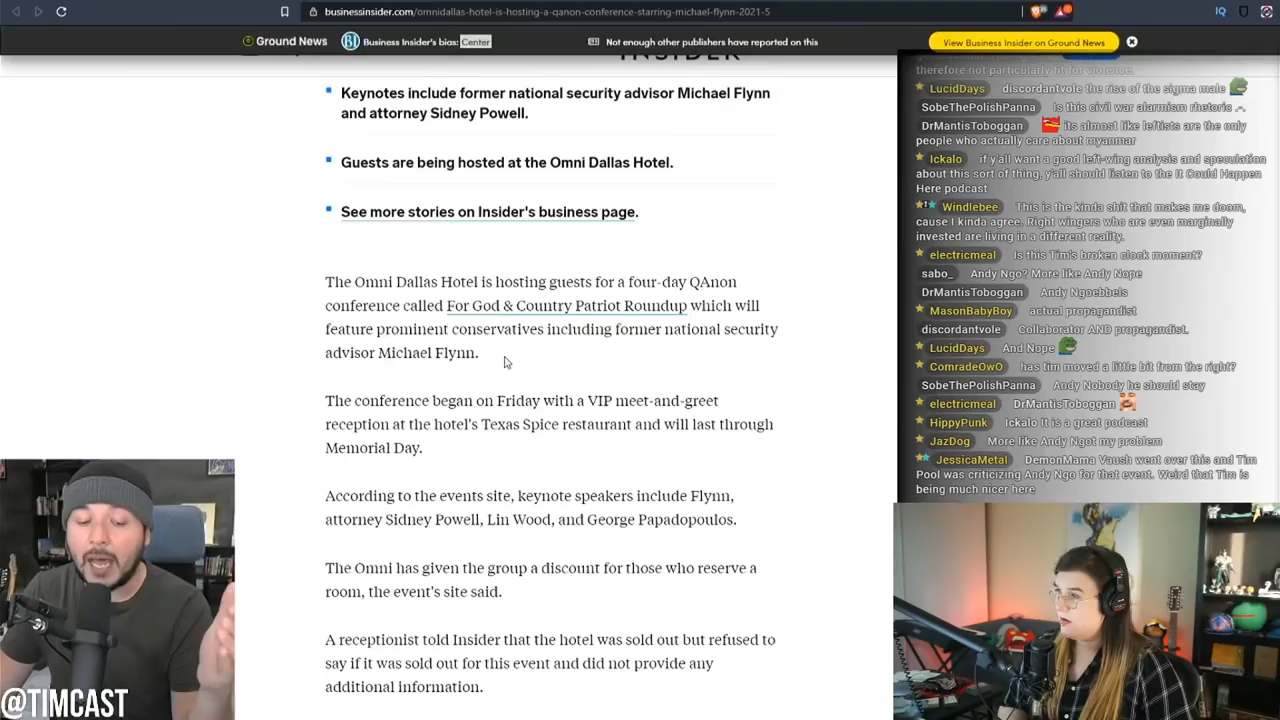 businessinsider.com/omnidallas-hotel-is-hosting-a-qanon-conference-starring-michael-flynn-2021-5
IQ
Ground News
Business Insider's bias: Center
Not enough other publishers have reported on this
View Business Insider on Ground News
INSIDER
Keynotes include former national security advisor Michael Flynn
and attorney Sidney Powell.
Guests are being hosted at the Omni Dallas Hotel.
See more stories on Insider's business page.
The Omni Dallas Hotel is hosting guests for a four-day QAnon
conference called For God & Country Patriot Roundup which will
feature prominent conservatives including former national security
advisor Michael Flynn.
The conference began on Friday with a VIP meet-and-greet
reception at the hotel's Texas Spice restaurant and will last through
Memorial Day.
According to the events site, keynote speakers include Flynn,
attorney Sidney Powell, Lin Wood, and George Papadopoulos.
The Omni has given the group a discount for those who reserve a
room, the event's site said.
A receptionist told Insider that the hotel was sold out but refused to
say if it was sold out for this event and did not provide any
additional information.
therefore not particularly fit for violence.
LucidDays discordantvole the rise of the sigma male
SobeThePolishPanna Is this civil war alarmism rhetoric .-.
DrMantisToboggan its almost like leftists are the only
people who actually care about myanmar
Ickalo if y'all want a good left-wing analysis and speculation
about this sort of thing, y'all should listen to the It Could Happen
Here podcast
Windlebee This is the kinda shit that makes me doom,
cause I kinda agree. Right wingers who are even marginally
invested are living in a different reality.
electricmeal Is this Tim's broken clock moment?
sabo_ Andy Ngo? More like Andy Nope
DrMantisToboggan Andy Ngoebbels
MasonBabyBoy actual propagandist
discordantvole Collaborator AND propagandist.
LucidDays And Nope
ComradeOwO has tim moved a little bit from the right?
SobeThePolishPanna Andy Nobody he should stay
electricmeal DrMantisToboggan
HippyPunk Ickalo It is a great podcast
JazDog More like Andy Ngot my problem
JessicaMetal DemonMama Vaush went over this and Tim
Pool was criticizing Andy Ngo for that event. Weird that Tim is
being much nicer here
@TIMCAST